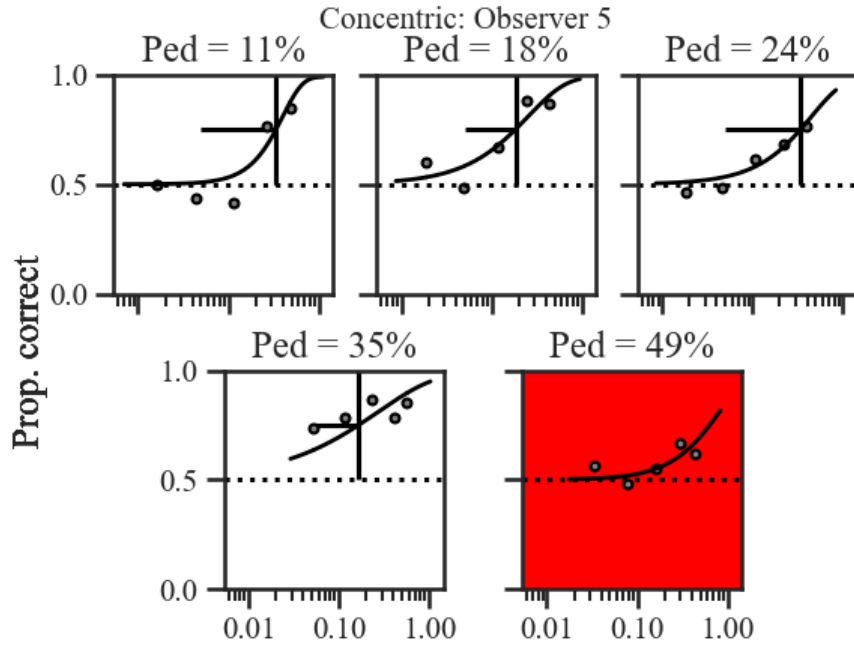 Concentric: Observer 5
Ped = 11%
Ped = 18%
Ped = 24%
1.0
0.5
0.0
Prop. correct
Ped = 35%
Ped = 49%
1.0
0.5
0.0
0.01 0.10 1.00
0.01 0.10 1.00